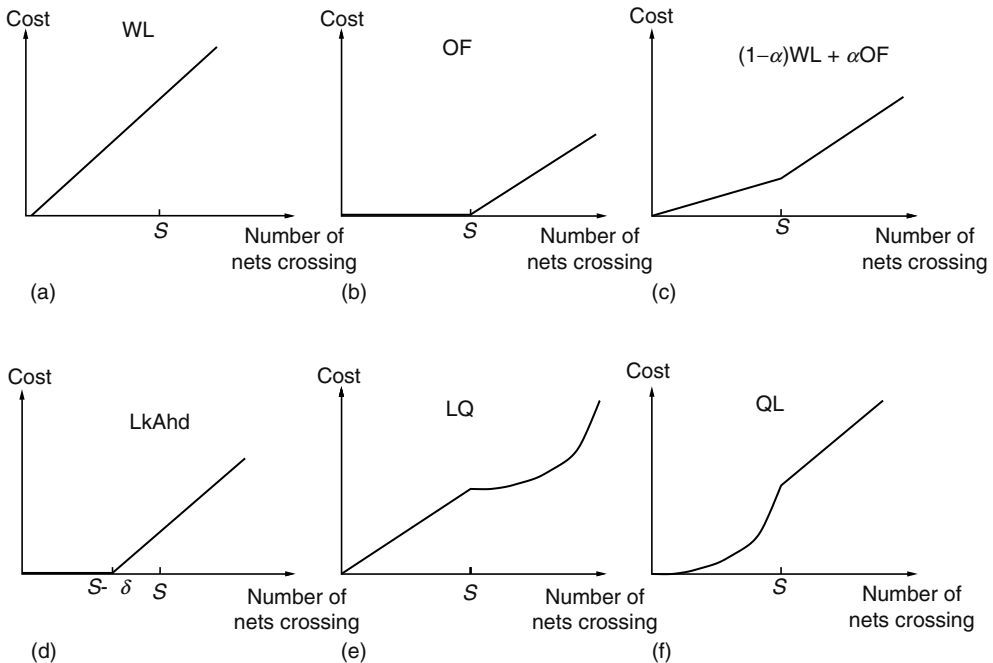 Cost
WL
S
Number of
nets crossing
(a)
Cost
OF
S
Number of
nets crossing
(b)
Cost
(1−α)WL + αOF
S
Number of
nets crossing
(c)
Cost
LkAhd
S- δ S
Number of
nets crossing
(d)
Cost
LQ
S
Number of
nets crossing
(e)
Cost
QL
S
Number of
nets crossing
(f)